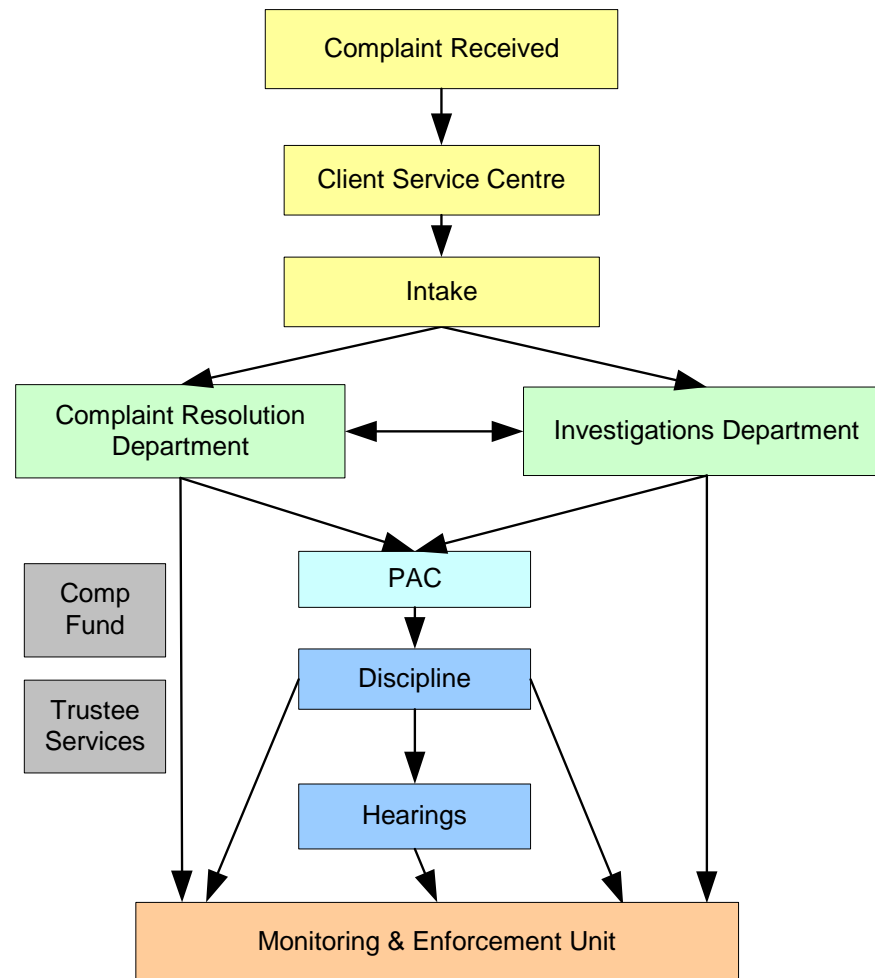 Complaint Received
Client Service Centre
Intake
Complaint Resolution
Department
Investigations Department
PAC
Comp
Fund
Discipline
Trustee
Services
Hearings
Monitoring & Enforcement Unit